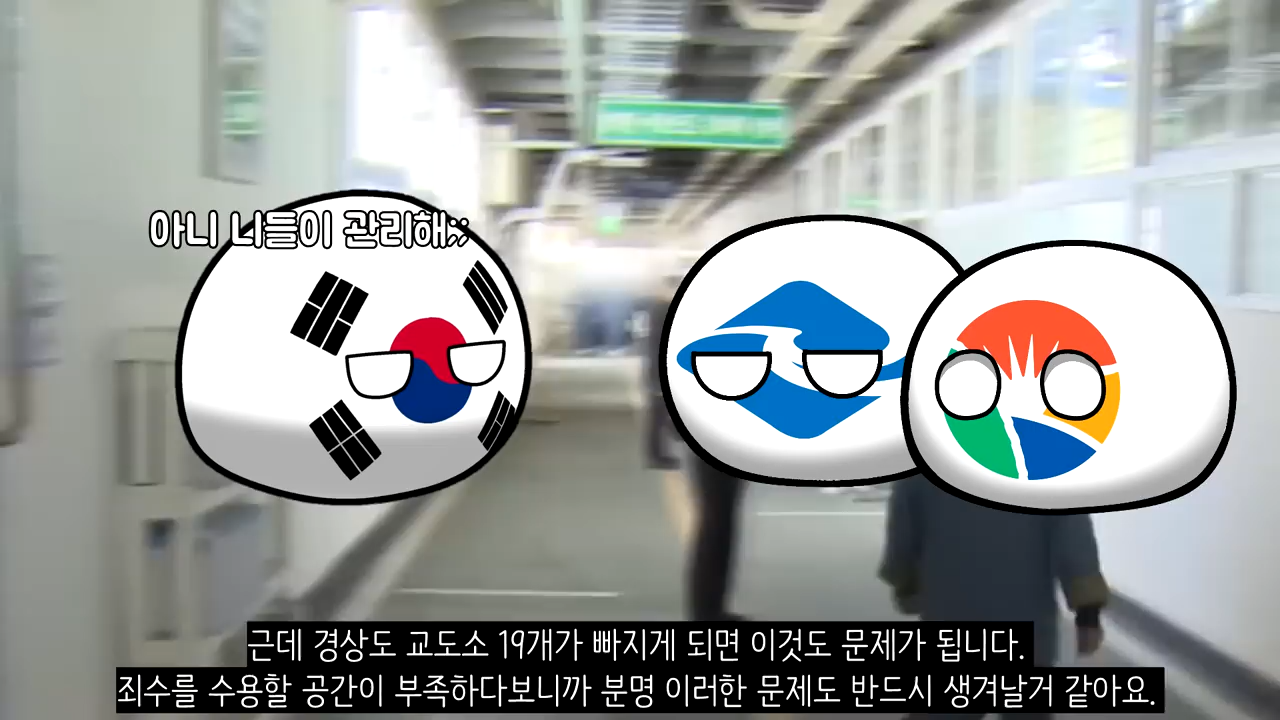 아니 니들이 관리해;;
근데 경상도 교도소 19개가 빠지게 되면 이것도 문제가 됩니다.
죄수를 수용할 공간이 부족하다보니까 분명 이러한 문제도 반드시 생겨날거 같아요.